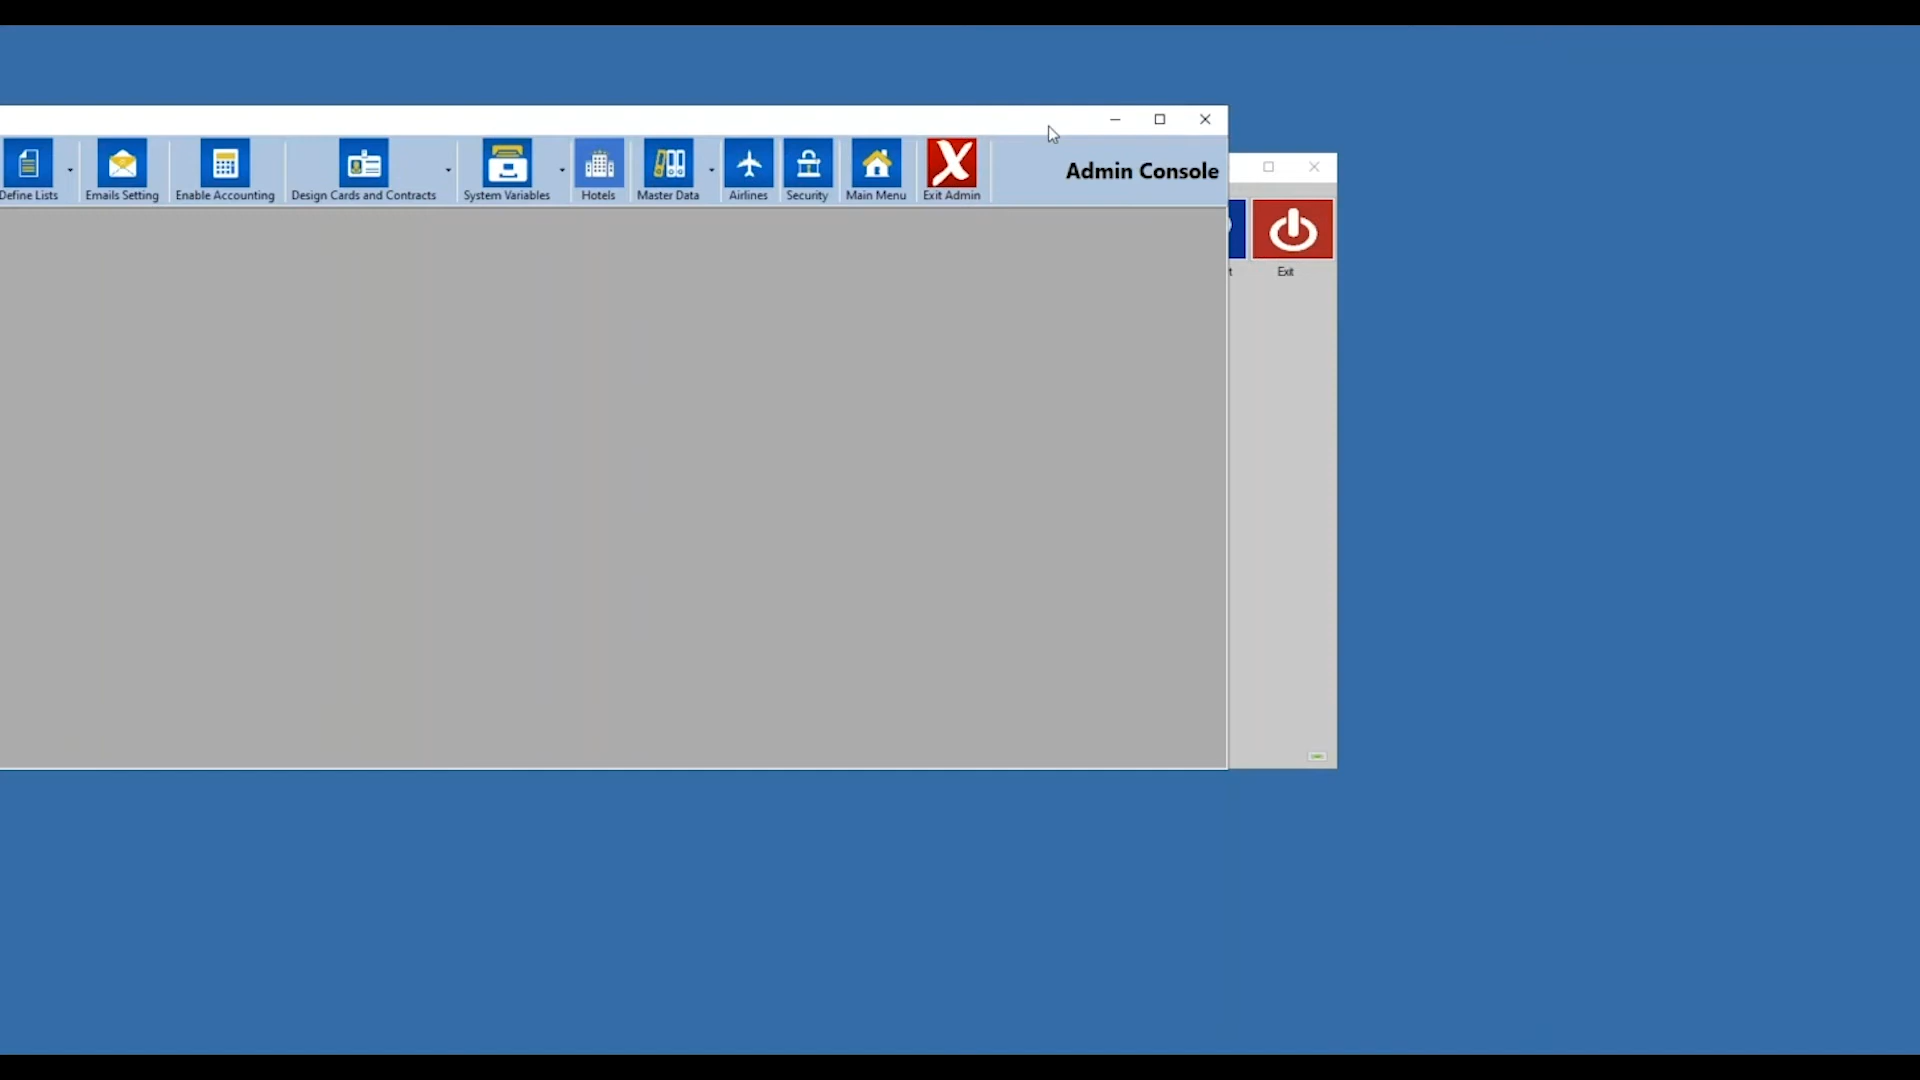 Define Lists
Emails Setting
Enable Accounting
Design Cards and Contracts
System Variables
Hotels
Master Data
Airlines
Security
Main Menu
Exit Admin
Admin Console
t
Exit